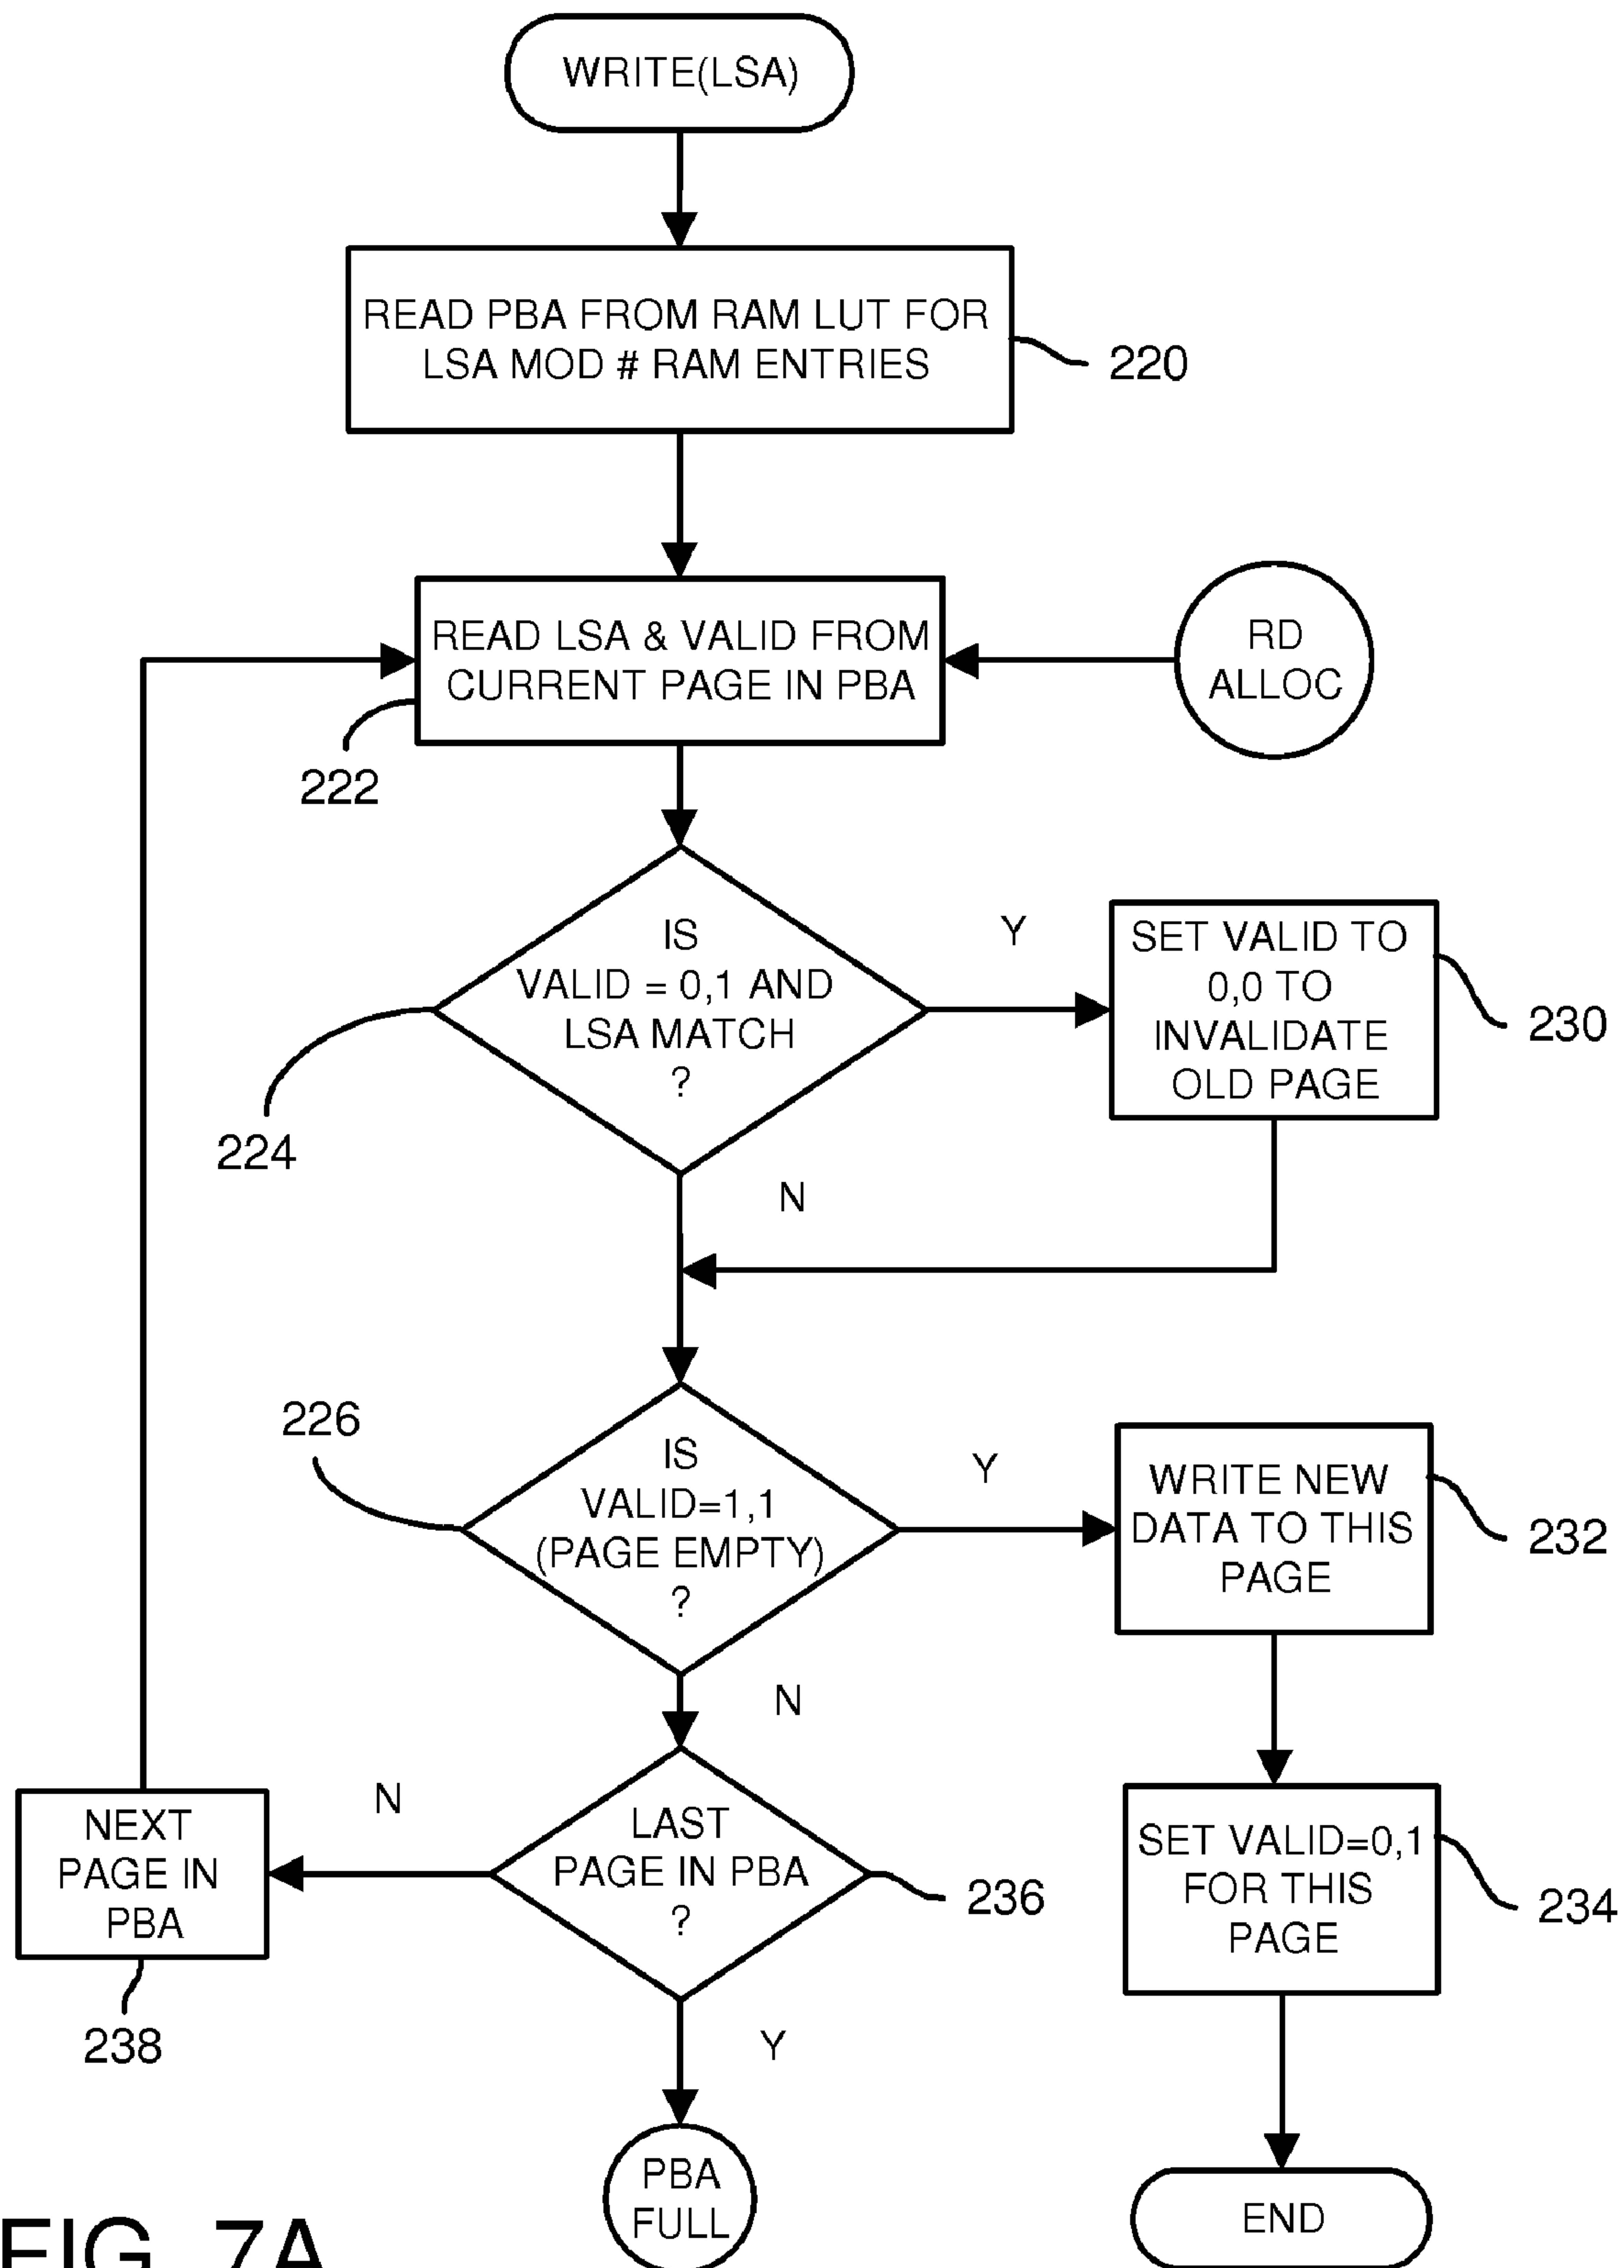 WRITE(LSA)
READ PBA FROM RAM LUT FOR
LSA MOD # RAM ENTRIES
220
READ LSA & VALID FROM
CURRENT PAGE IN PBA
222
RD
ALLOC
IS
VALID = 0,1 AND
LSA MATCH
?
224
Y
N
SET VALID TO
0,0 TO
INVALIDATE
OLD PAGE
230
226
IS
VALID=1,1
(PAGE EMPTY)
?
Y
N
WRITE NEW
DATA TO THIS
PAGE
232
LAST
PAGE IN PBA
?
236
N
Y
NEXT
PAGE IN
PBA
238
SET VALID=0,1
FOR THIS
PAGE
234
PBA
FULL
END
FIG. 7A